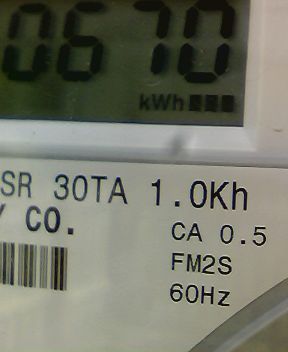 0670
kWh
SR 30TA 1.0Kh
Y CO.
CA 0.5
FM2S
60Hz